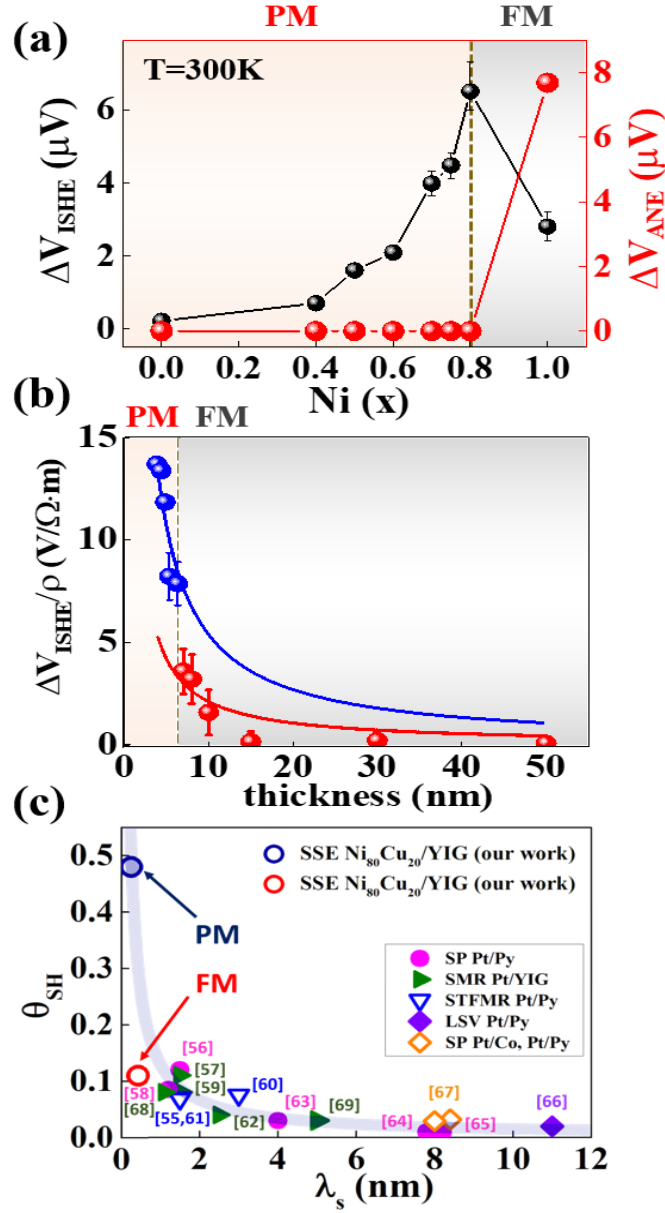 (a)
PM
FM
T=300K
ΔV_ISHE (μV)
ΔV_ANE (μV)
6
4
2
0
8
6
4
2
0
0.0 0.2 0.4 0.6 0.8 1.0
Ni (x)
(b)
PM FM
ΔV_ISHE/ρ (V/Ω·m)
15
10
5
0
0 10 20 30 40 50
thickness (nm)
(c)
θ_SH
0.5
0.4
0.3
0.2
0.1
0.0
SSE Ni₈₀Cu₂₀/YIG (our work)
SSE Ni₈₀Cu₂₀/YIG (our work)
PM
FM
SP Pt/Py
SMR Pt/YIG
STFMR Pt/Py
LSV Pt/Py
SP Pt/Co, Pt/Py
[56]
[57]
[58]
[59]
[60]
[68]
[55,61]
[62]
[63]
[69]
[64]
[67]
[65]
[66]
0 2 4 6 8 10 12
λ_s (nm)